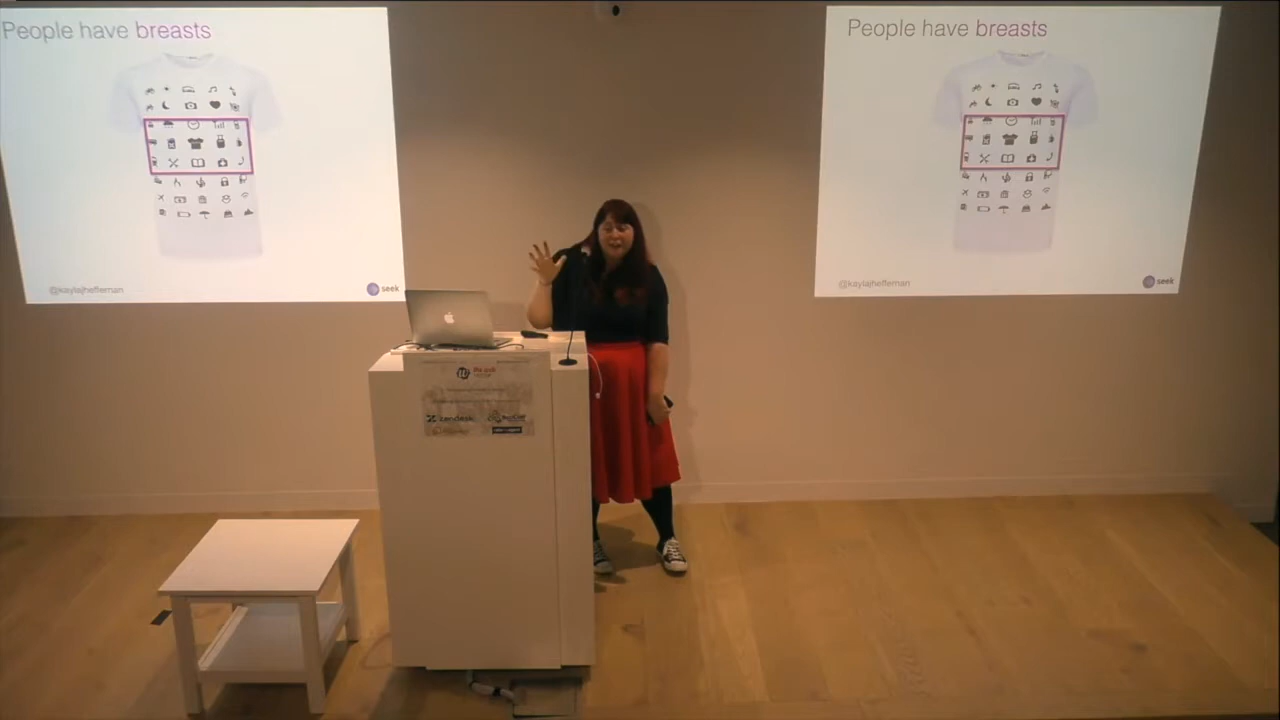 People have breasts
@kaylajheffernan
seek
People have breasts
@kaylajheffernan
seek
zendesk